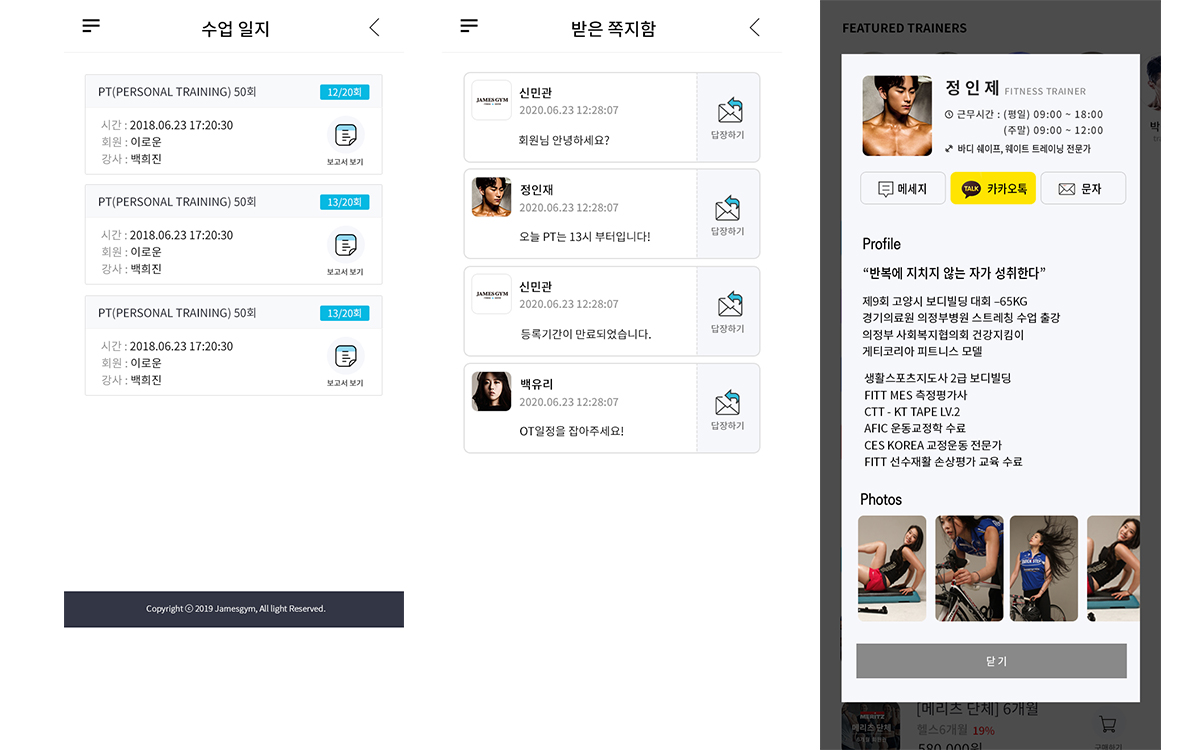 수업 일지
PT(PERSONAL TRAINING) 50회
12/20회
시간 : 2018.06.23 17:20:30
회원 : 이로운
강사 : 백희진
보고서 보기
PT(PERSONAL TRAINING) 50회
13/20회
시간 : 2018.06.23 17:20:30
회원 : 이로운
강사 : 백희진
보고서 보기
PT(PERSONAL TRAINING) 50회
13/20회
시간 : 2018.06.23 17:20:30
회원 : 이로운
강사 : 백희진
보고서 보기
Copyright ⓒ 2019 Jamesgym, All light Reserved.
받은 쪽지함
JAMES GYM
신민관
2020.06.23 12:28:07
회원님 안녕하세요?
답장하기
정인재
2020.06.23 12:28:07
오늘 PT는 13시 부터입니다!
답장하기
JAMES GYM
신민관
2020.06.23 12:28:07
등록기간이 만료되었습니다.
답장하기
백유리
2020.06.23 12:28:07
OT일정을 잡아주세요!
답장하기
FEATURED TRAINERS
정 인 제 FITNESS TRAINER
근무시간 : (평일) 09:00 ~ 18:00
(주말) 09:00 ~ 12:00
바디 쉐이프, 웨이트 트레이닝 전문가
메세지
TALK 카카오톡
문자
Profile
“반복에 지치지 않는 자가 성취한다”
제9회 고양시 보디빌딩 대회 –65KG
경기의료원 의정부병원 스트레칭 수업 출강
의정부 사회복지협의회 건강지킴이
게티코리아 피트니스 모델
생활스포츠지도사 2급 보디빌딩
FITT MES 측정평가사
CTT - KT TAPE LV.2
AFIC 운동교정학 수료
CES KOREA 교정운동 전문가
FITT 선수재활 손상평가 교육 수료
Photos
닫 기
MERITZ
메리츠 단체
[메리츠 단체] 6개월
헬스6개월 19%
580,000원
구매하기